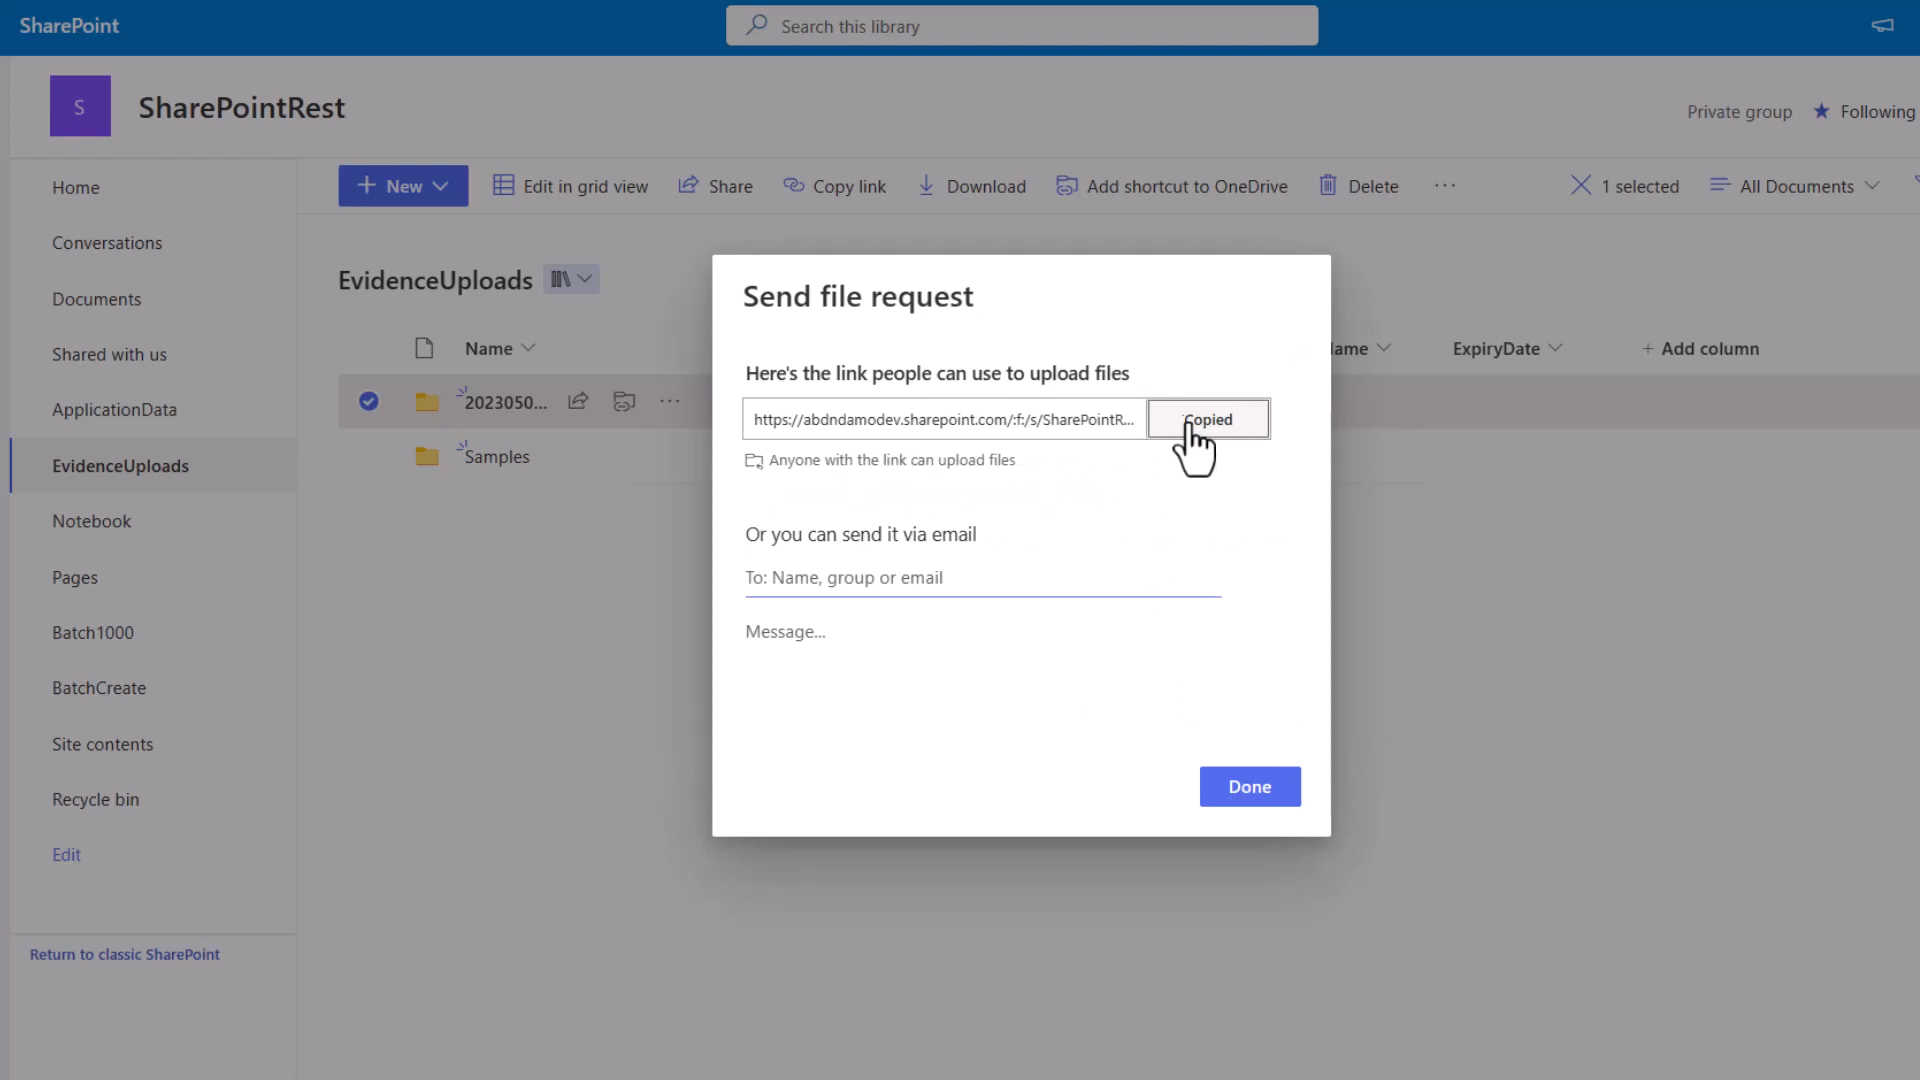 SharePoint
Search this library
S
SharePointRest
Private group
Following
Home
Conversations
Documents
Shared with us
ApplicationData
EvidenceUploads
Notebook
Pages
Batch1000
BatchCreate
Site contents
Recycle bin
Edit
Return to classic SharePoint
New
Edit in grid view
Share
Copy link
Download
Add shortcut to OneDrive
Delete
1 selected
All Documents
EvidenceUploads
Name
ExpiryDate
+ Add column
2023050...
Samples
Send file request
Here's the link people can use to upload files
https://abdndamodev.sharepoint.com/:f:/s/SharePointR...
Copied
Anyone with the link can upload files
Or you can send it via email
To: Name, group or email
Message...
Done